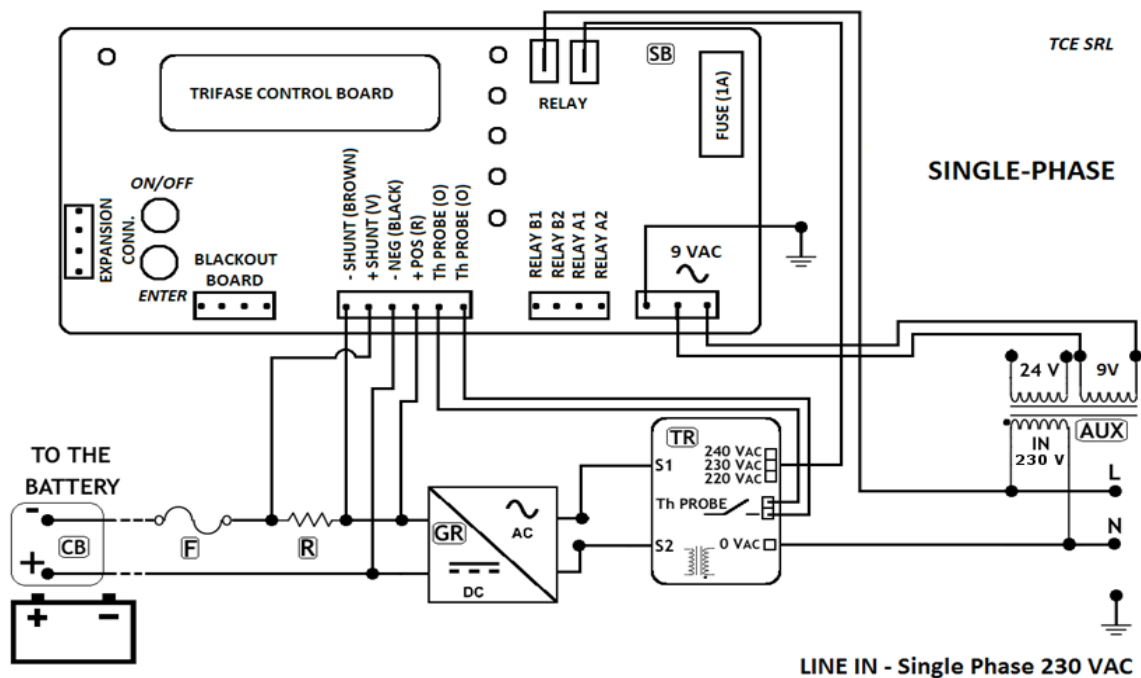 TCE SRL
SB
TRIFASE CONTROL BOARD
RELAY
FUSE (1A)
SINGLE-PHASE
ON/OFF
ENTER
EXPANSION
CONN.
BLACKOUT
BOARD
- SHUNT (BROWN)
+ SHUNT (V)
- NEG (BLACK)
+ POS (R)
Th PROBE (O)
Th PROBE (O)
RELAY B1
RELAY B2
RELAY A1
RELAY A2
9 VAC
24 V
9V
AUX
IN
230 V
TR
S1
240 VAC
230 VAC
220 VAC
Th PROBE
S2
0 VAC
L
N
TO THE
BATTERY
-
+
CB
F
R
GR
AC
DC
+
-
LINE IN - Single Phase 230 VAC